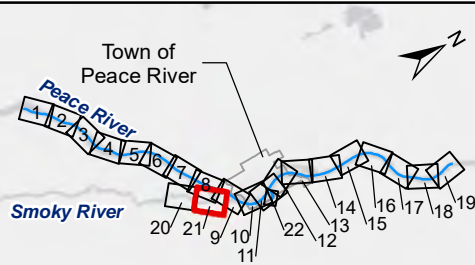 Town of
Peace River
N
Peace River
1 2 3 4 5 6 7 8
Smoky River
20 21 9 10 11 22 12 13 14 15 16 17 18 19